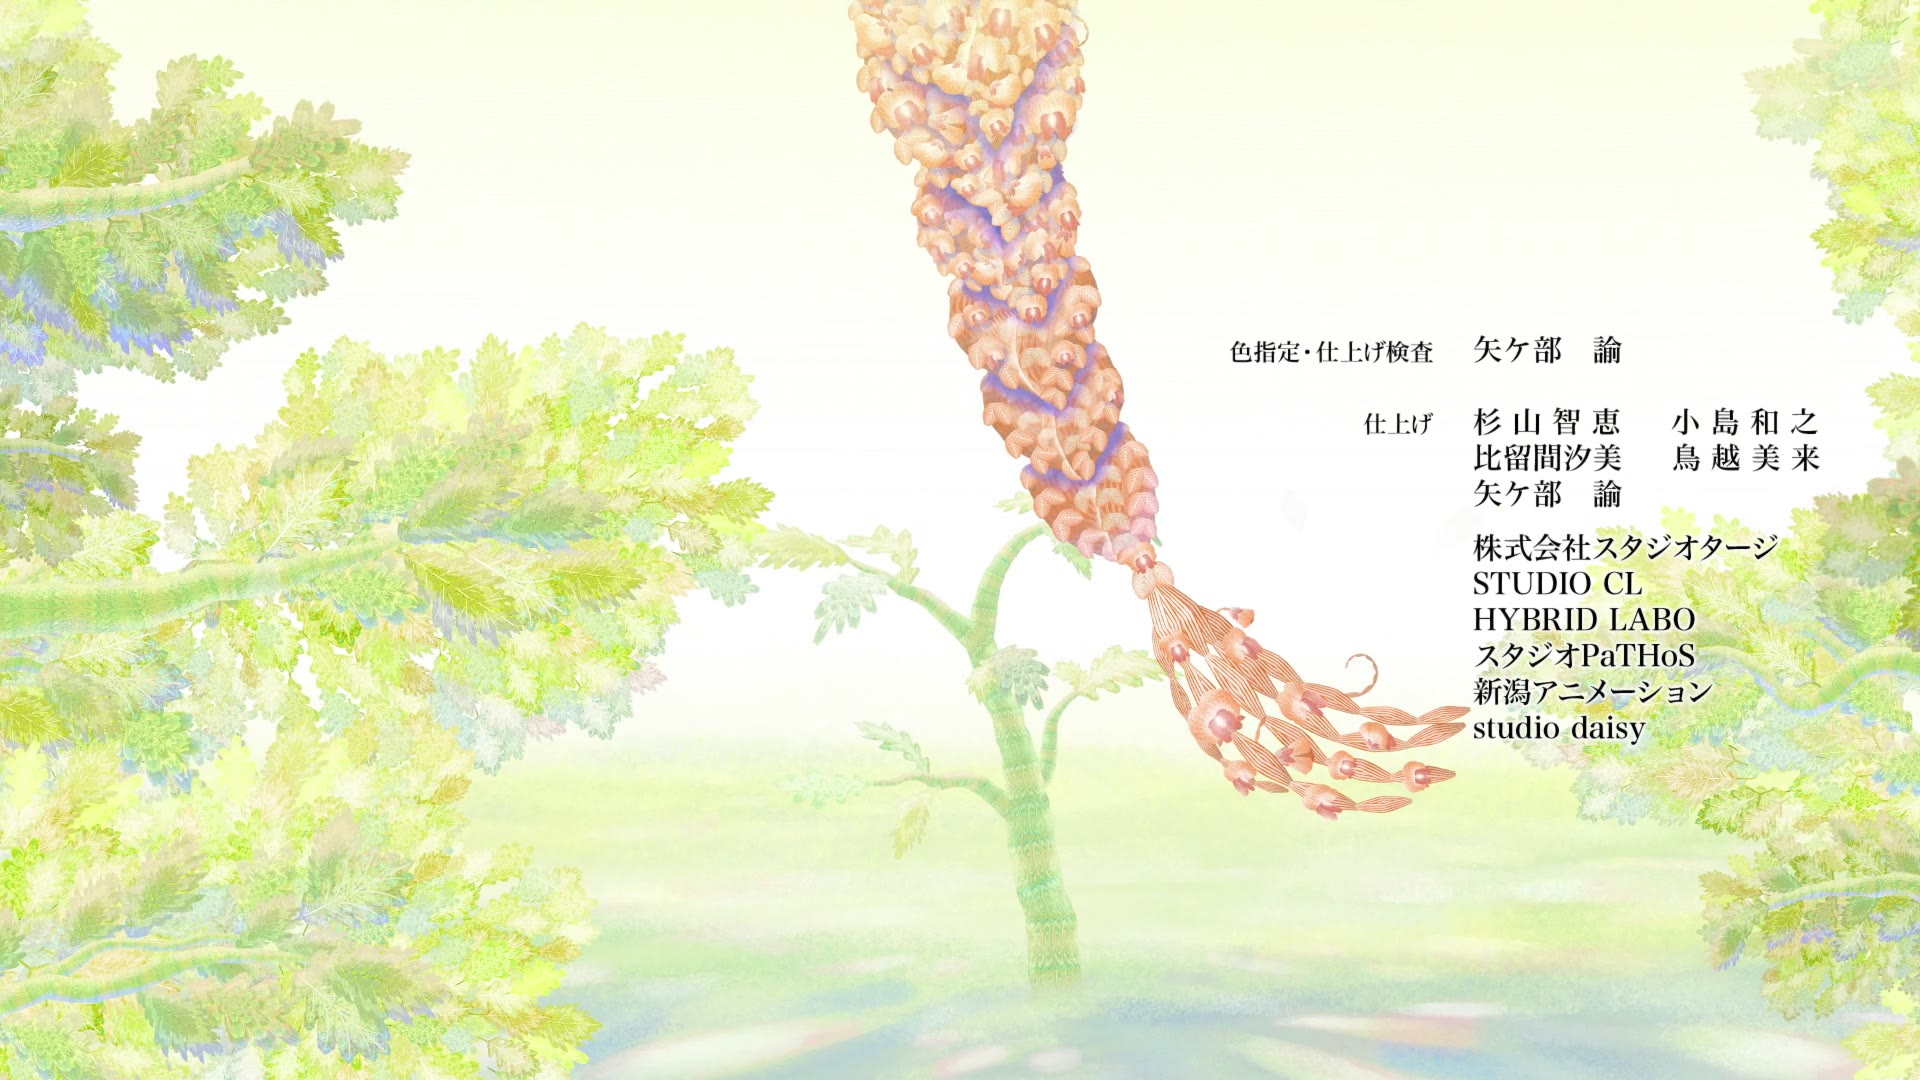 色指定・仕上げ検査 矢ケ部 諭
仕上げ 杉山智恵 小島和之
比留間汐美 鳥越美来
矢ケ部 諭
株式会社スタジオタージ
STUDIO CL
HYBRID LABO
スタジオPaTHoS
新潟アニメーション
studio daisy